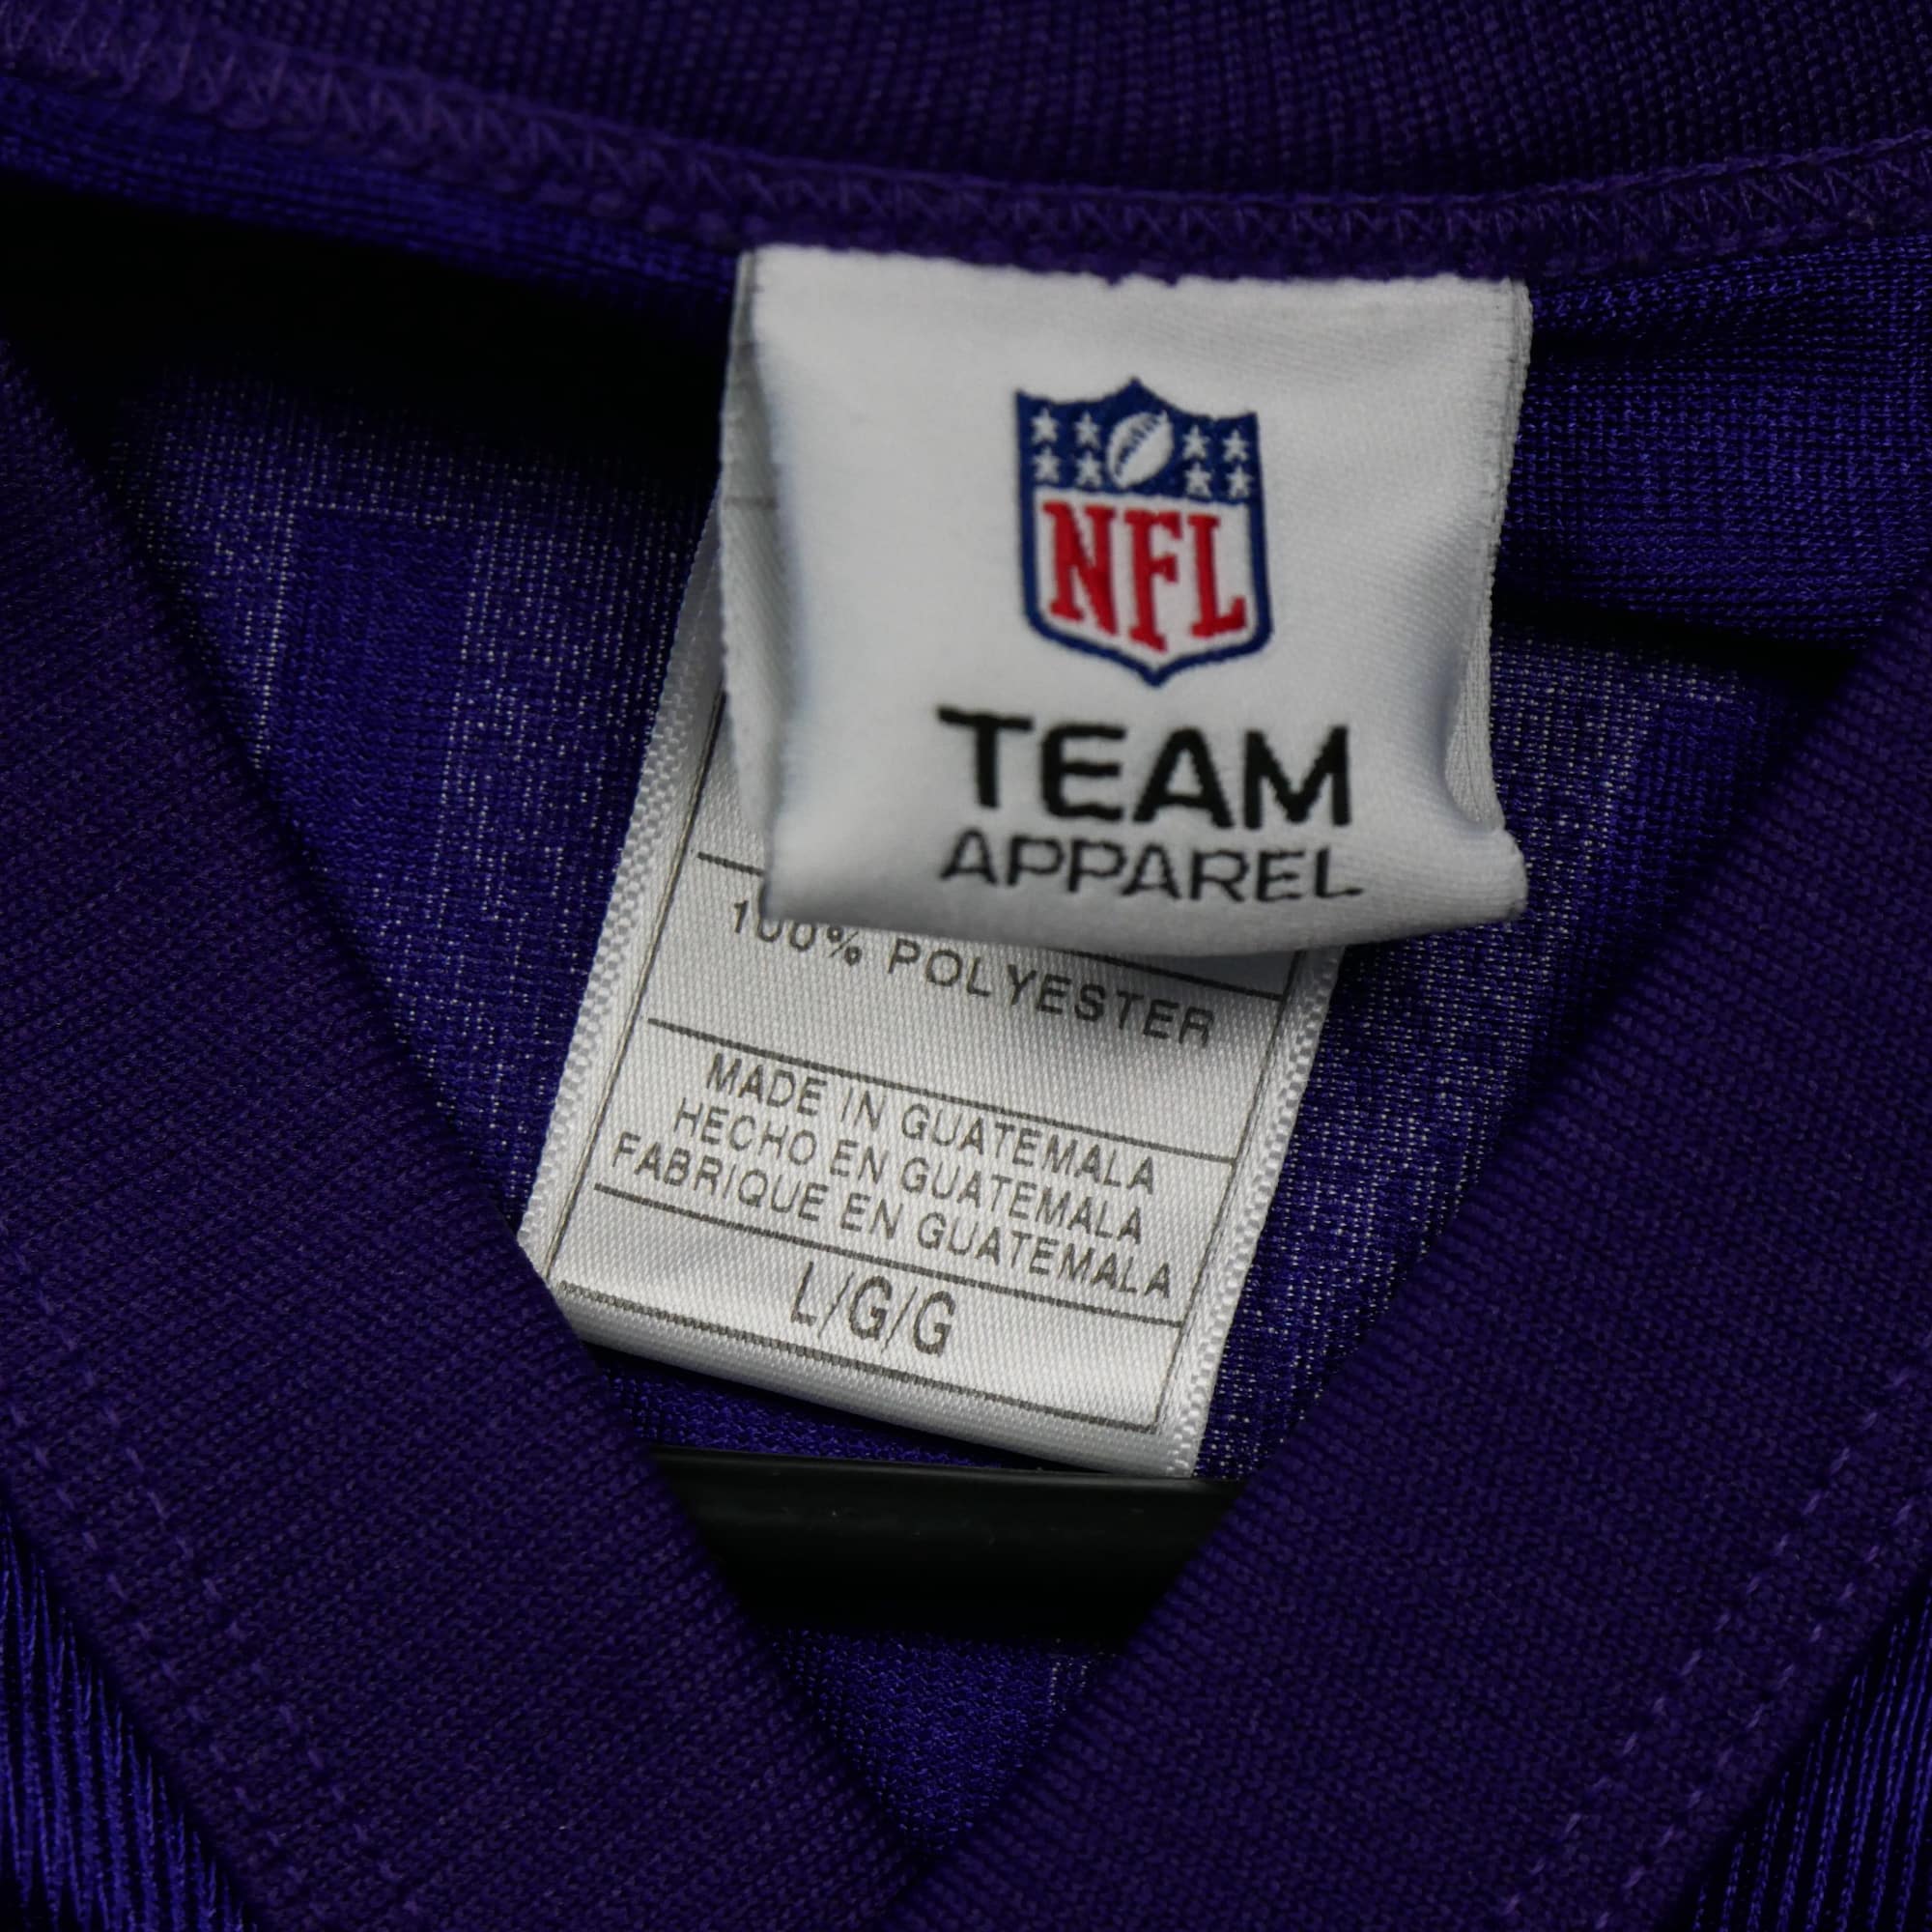 NFL
TEAM
APPAREL
100% POLYESTER
MADE IN GUATEMALA
HECHO EN GUATEMALA
FABRIQUE EN GUATEMALA
L/G/G